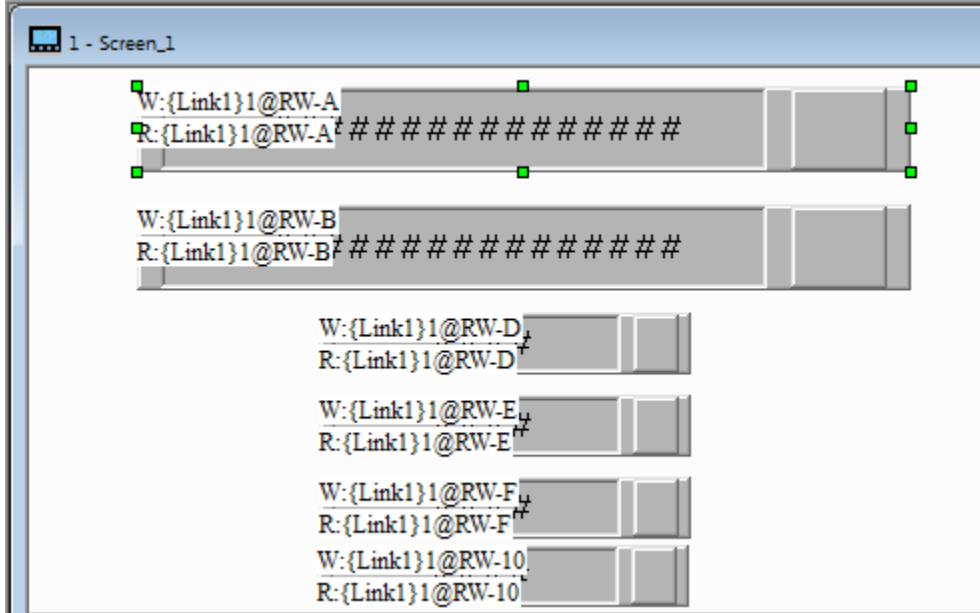 1 - Screen_1
W:{Link1}1@RW-A
R:{Link1}1@RW-A # # # # # # # # # # # # # #
W:{Link1}1@RW-B
R:{Link1}1@RW-B # # # # # # # # # # # # # #
W:{Link1}1@RW-D
R:{Link1}1@RW-D
W:{Link1}1@RW-E
R:{Link1}1@RW-E
W:{Link1}1@RW-F
R:{Link1}1@RW-F
W:{Link1}1@RW-10
R:{Link1}1@RW-10